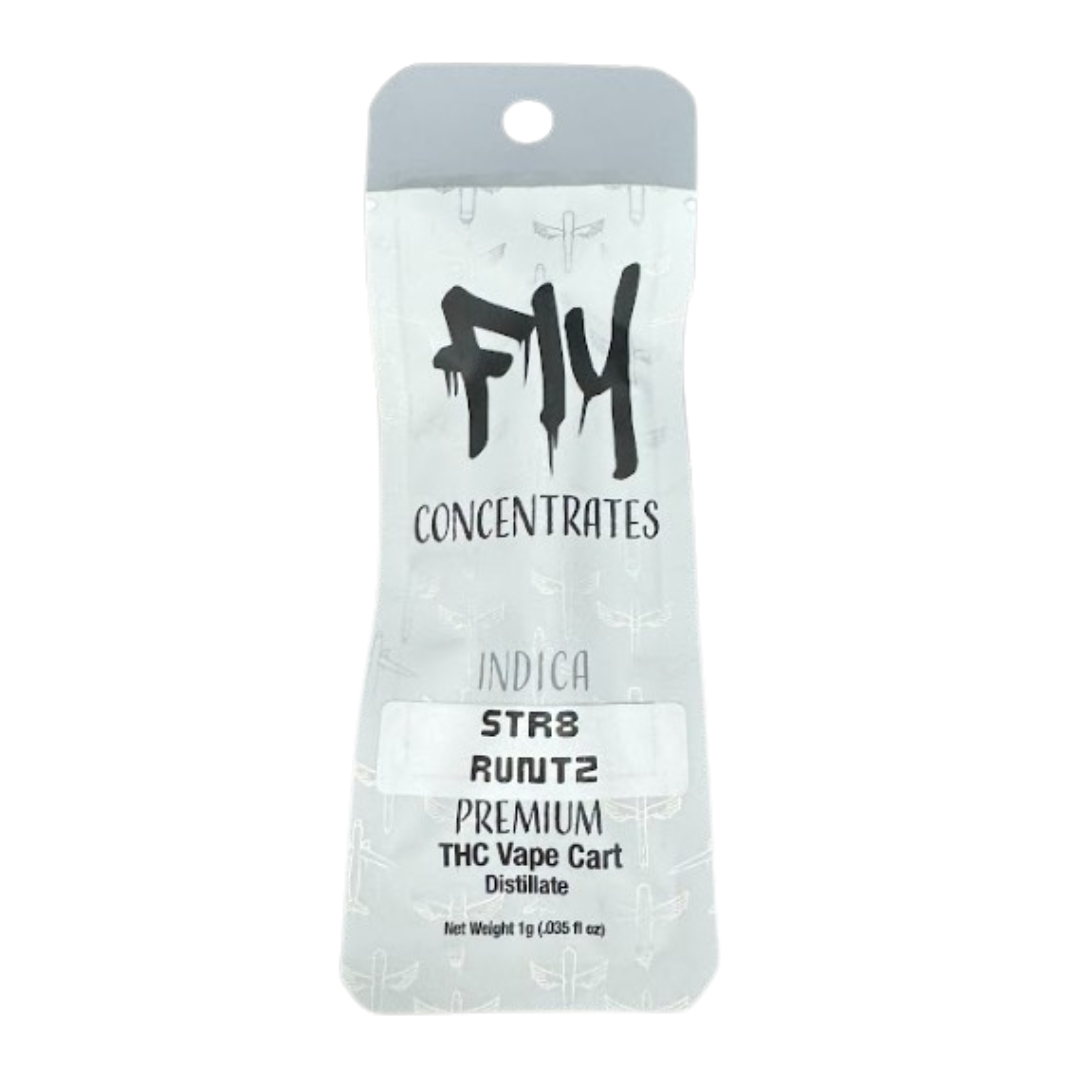 Fly
CONCENTRATES
INDICA
STR8
RUNTZ
PREMIUM
THC Vape Cart
Distillate
Net Weight 1g (.035 fl oz)